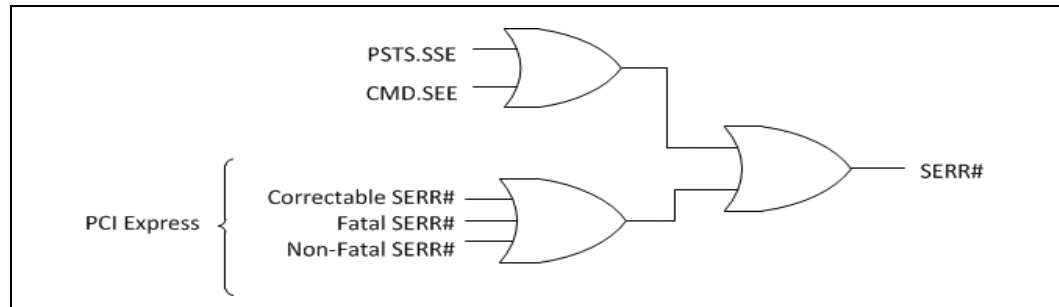 PSTS.SSE
CMD.SEE
SERR#
PCI Express
Correctable SERR#
Fatal SERR#
Non-Fatal SERR#